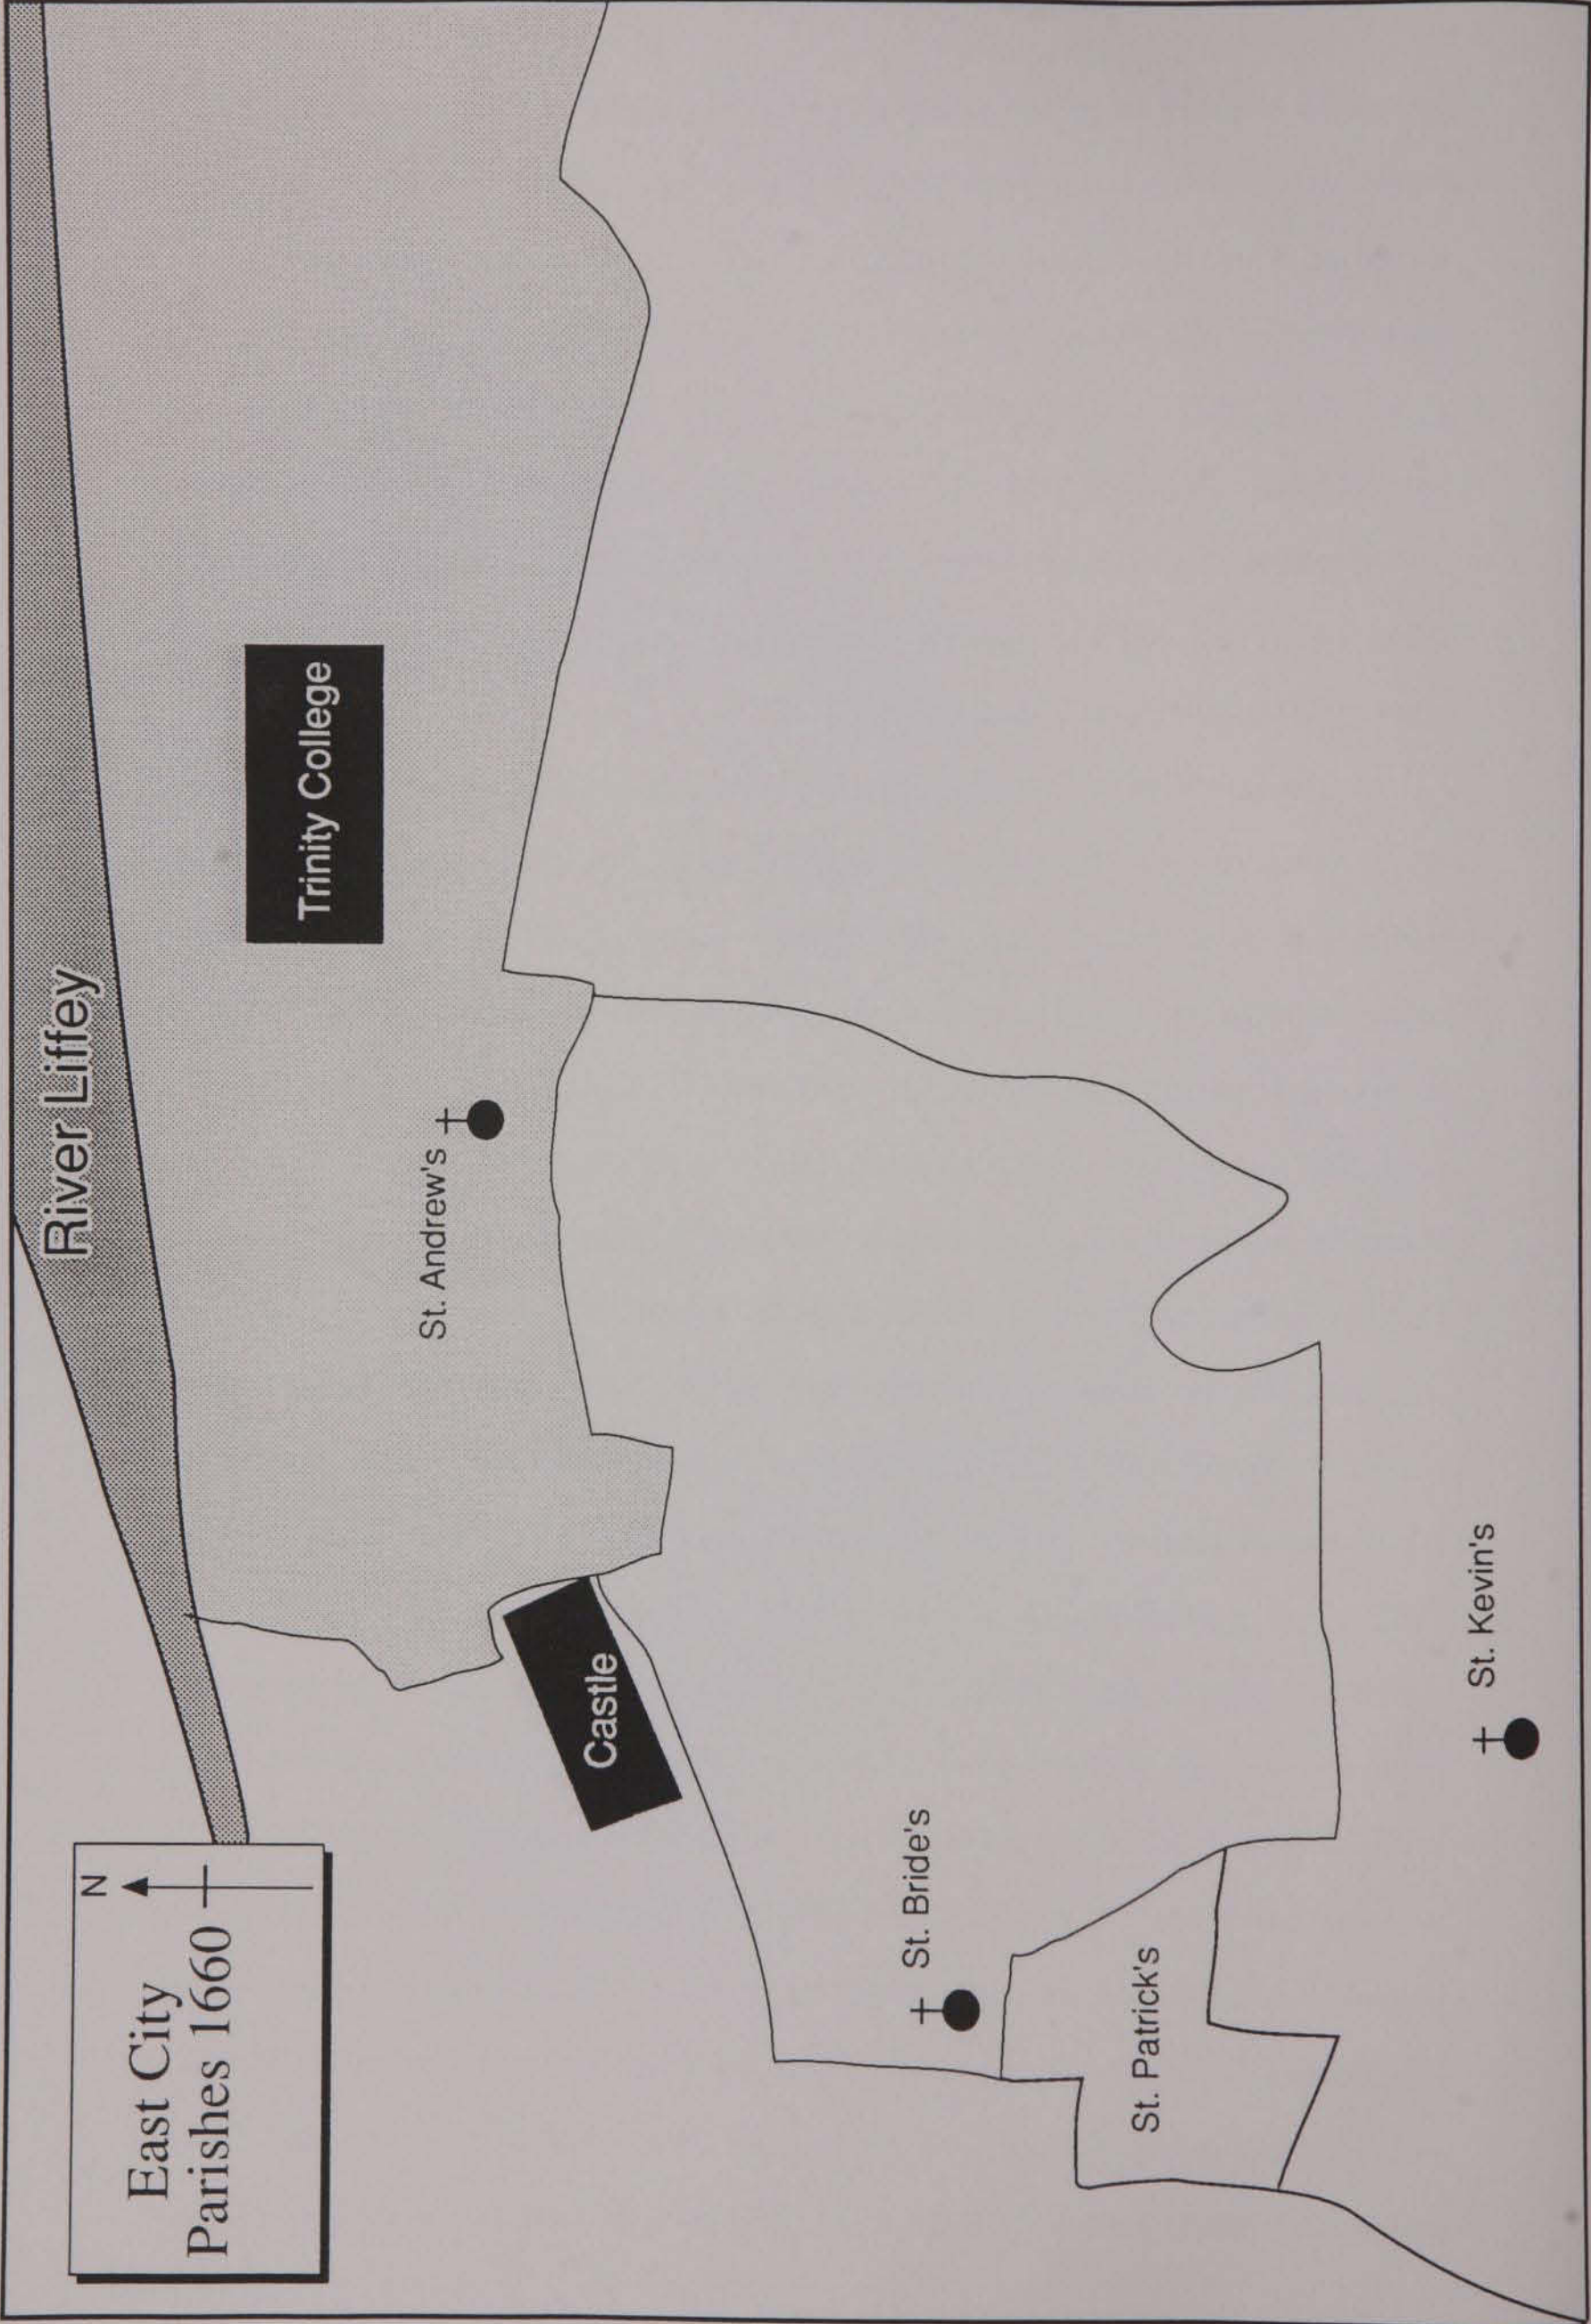 East City
Parishes 1660
N
River Liffey
Trinity College
St. Andrew's
Castle
St. Bride's
St. Patrick's
St. Kevin's